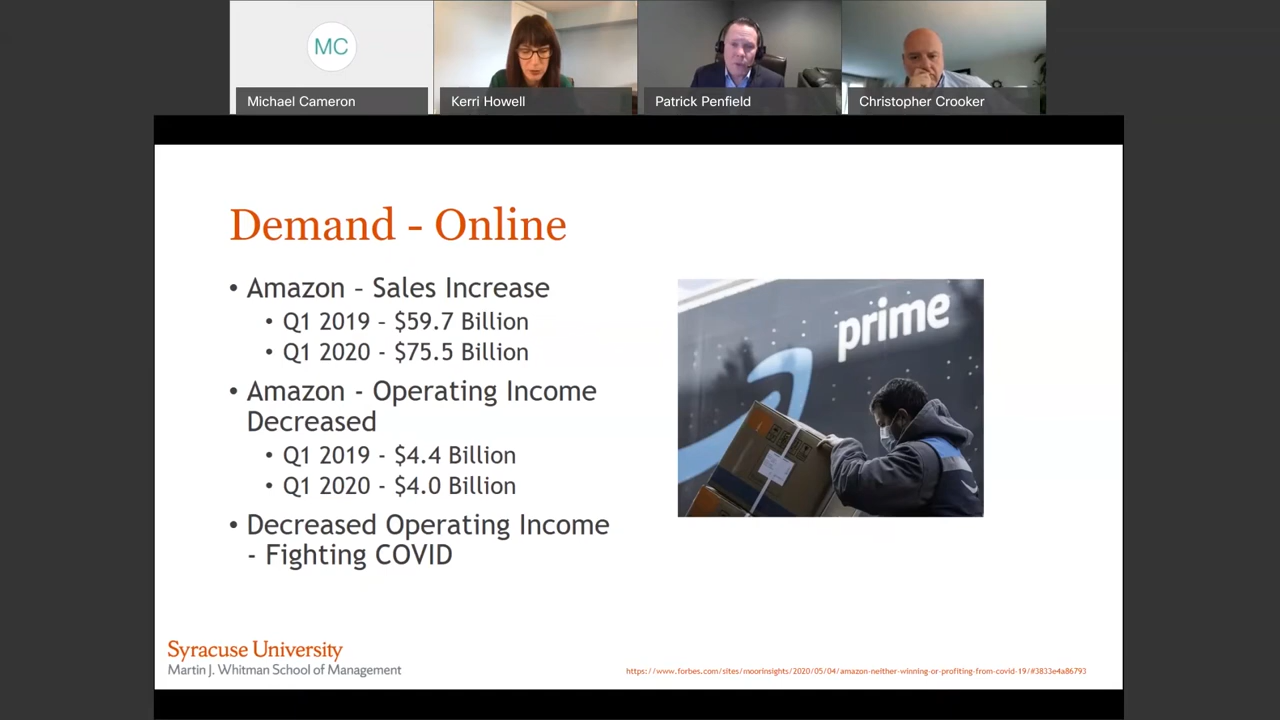 MC
Michael Cameron
Kerri Howell
Patrick Penfield
Christopher Crooker
Demand - Online
• Amazon – Sales Increase
• Q1 2019 – $59.7 Billion
• Q1 2020 - $75.5 Billion
• Amazon - Operating Income
Decreased
• Q1 2019 - $4.4 Billion
• Q1 2020 - $4.0 Billion
• Decreased Operating Income
- Fighting COVID
prime
Syracuse University
Martin J. Whitman School of Management
https://www.forbes.com/sites/moorinsights/2020/05/04/amazon-neither-winning-or-profiting-from-covid-19/#3833e4a86793